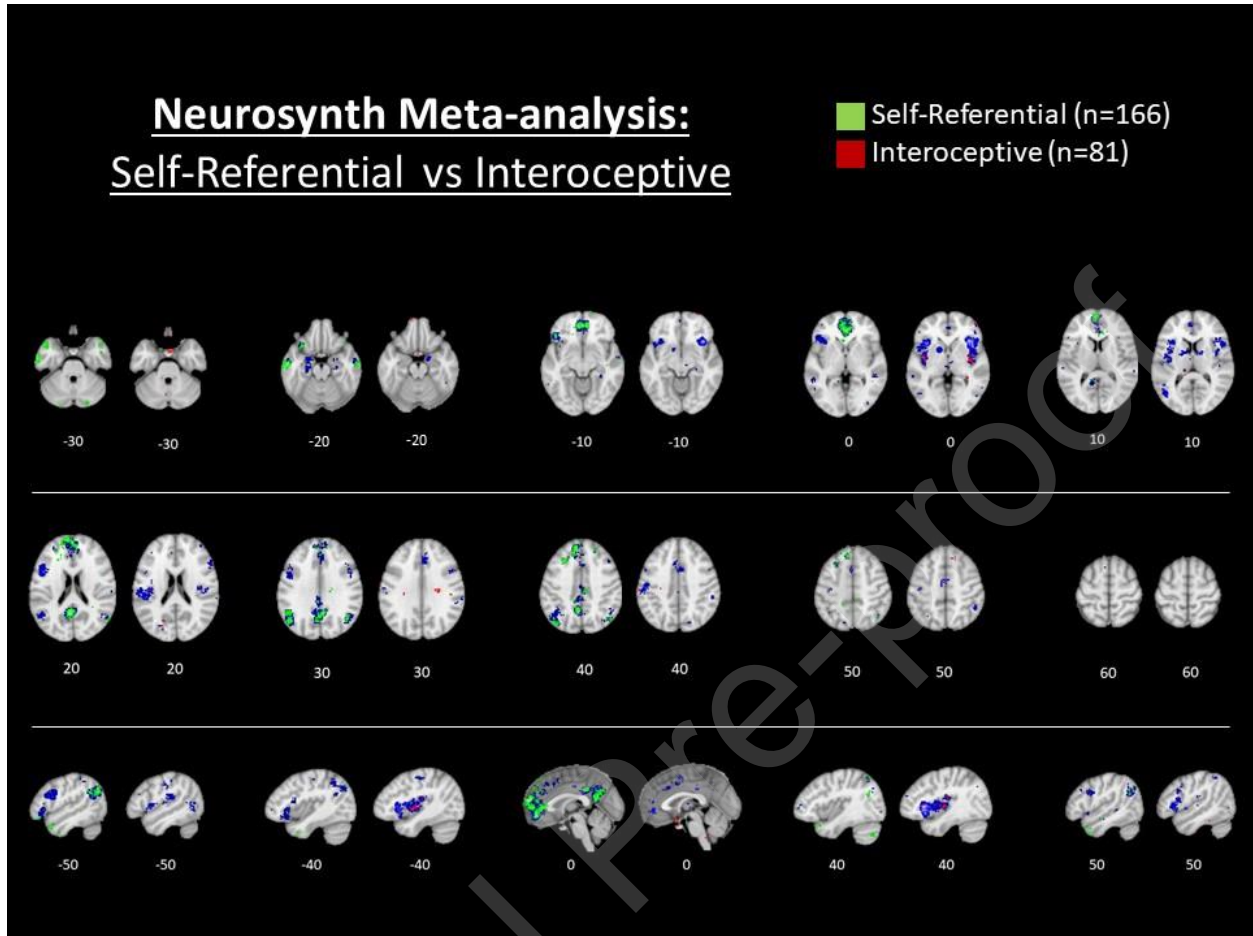 Neurosynth Meta-analysis:
Self-Referential vs Interoceptive
Self-Referential (n=166)
Interoceptive (n=81)
-30 -30 -20 -20 -10 -10 0 0 10 10
20 20 30 30 40 40 50 50 60 60
-50 -50 -40 -40 0 0 40 40 50 50
l Pre-proof